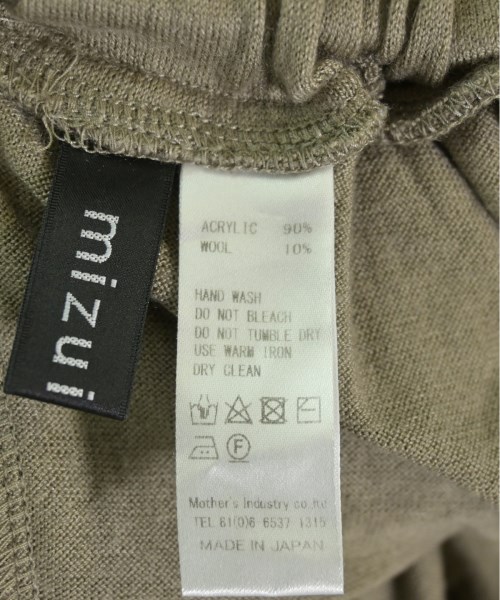 mizuiu
ACRYLIC 90%
WOOL 10%
HAND WASH
DO NOT BLEACH
DO NOT TUMBLE DRY
USE WARM IRON
DRY CLEAN
F
Mother's Industry co.ltd
TEL 81(0)6 6537 1315
MADE IN JAPAN